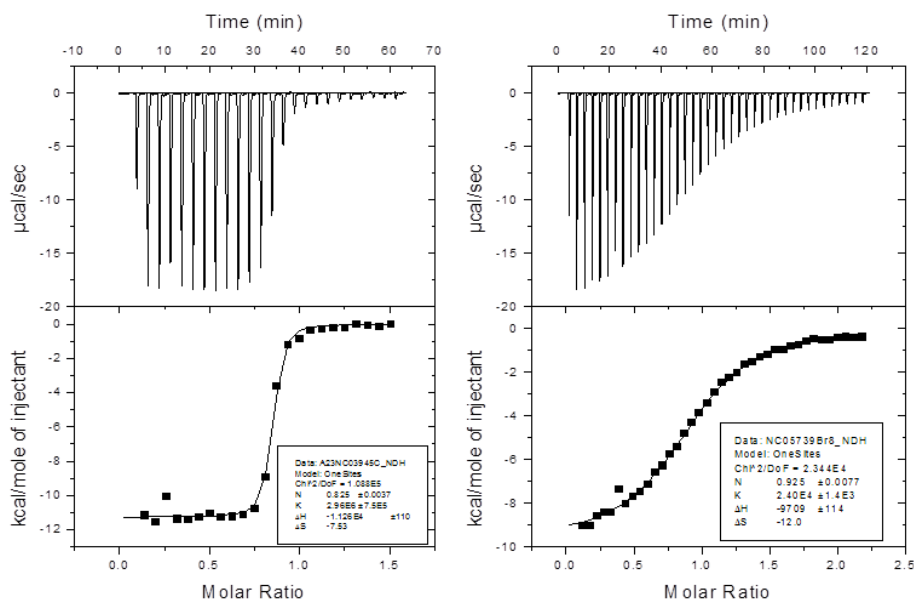 Time (min)
-10 0 10 20 30 40 50 60 70
0
-5
-10
-15
-20
µcal/sec
0
-2
-4
-6
-8
-10
-12
kcal/mole of injectant
Data: A23NC03945C_NDH
Model: OneSites
Chi^2/DoF = 1.088E5
N 0.825 ±0.0037
K 2.96E6 ±7.5E5
ΔH -1.126E4 ±110
ΔS -7.53
0.0 0.5 1.0 1.5
Molar Ratio
Time (min)
0 20 40 60 80 100 120
0
-5
-10
-15
-20
µcal/sec
0
-2
-4
-6
-8
-10
kcal/mole of injectant
Data: NC05739Br8_NDH
Model: OneSites
Chi^2/DoF = 2.344E4
N 0.925 ±0.0077
K 2.40E4 ±1.4E3
ΔH -9709 ±114
ΔS -12.0
0.0 0.5 1.0 1.5 2.0 2.5
Molar Ratio